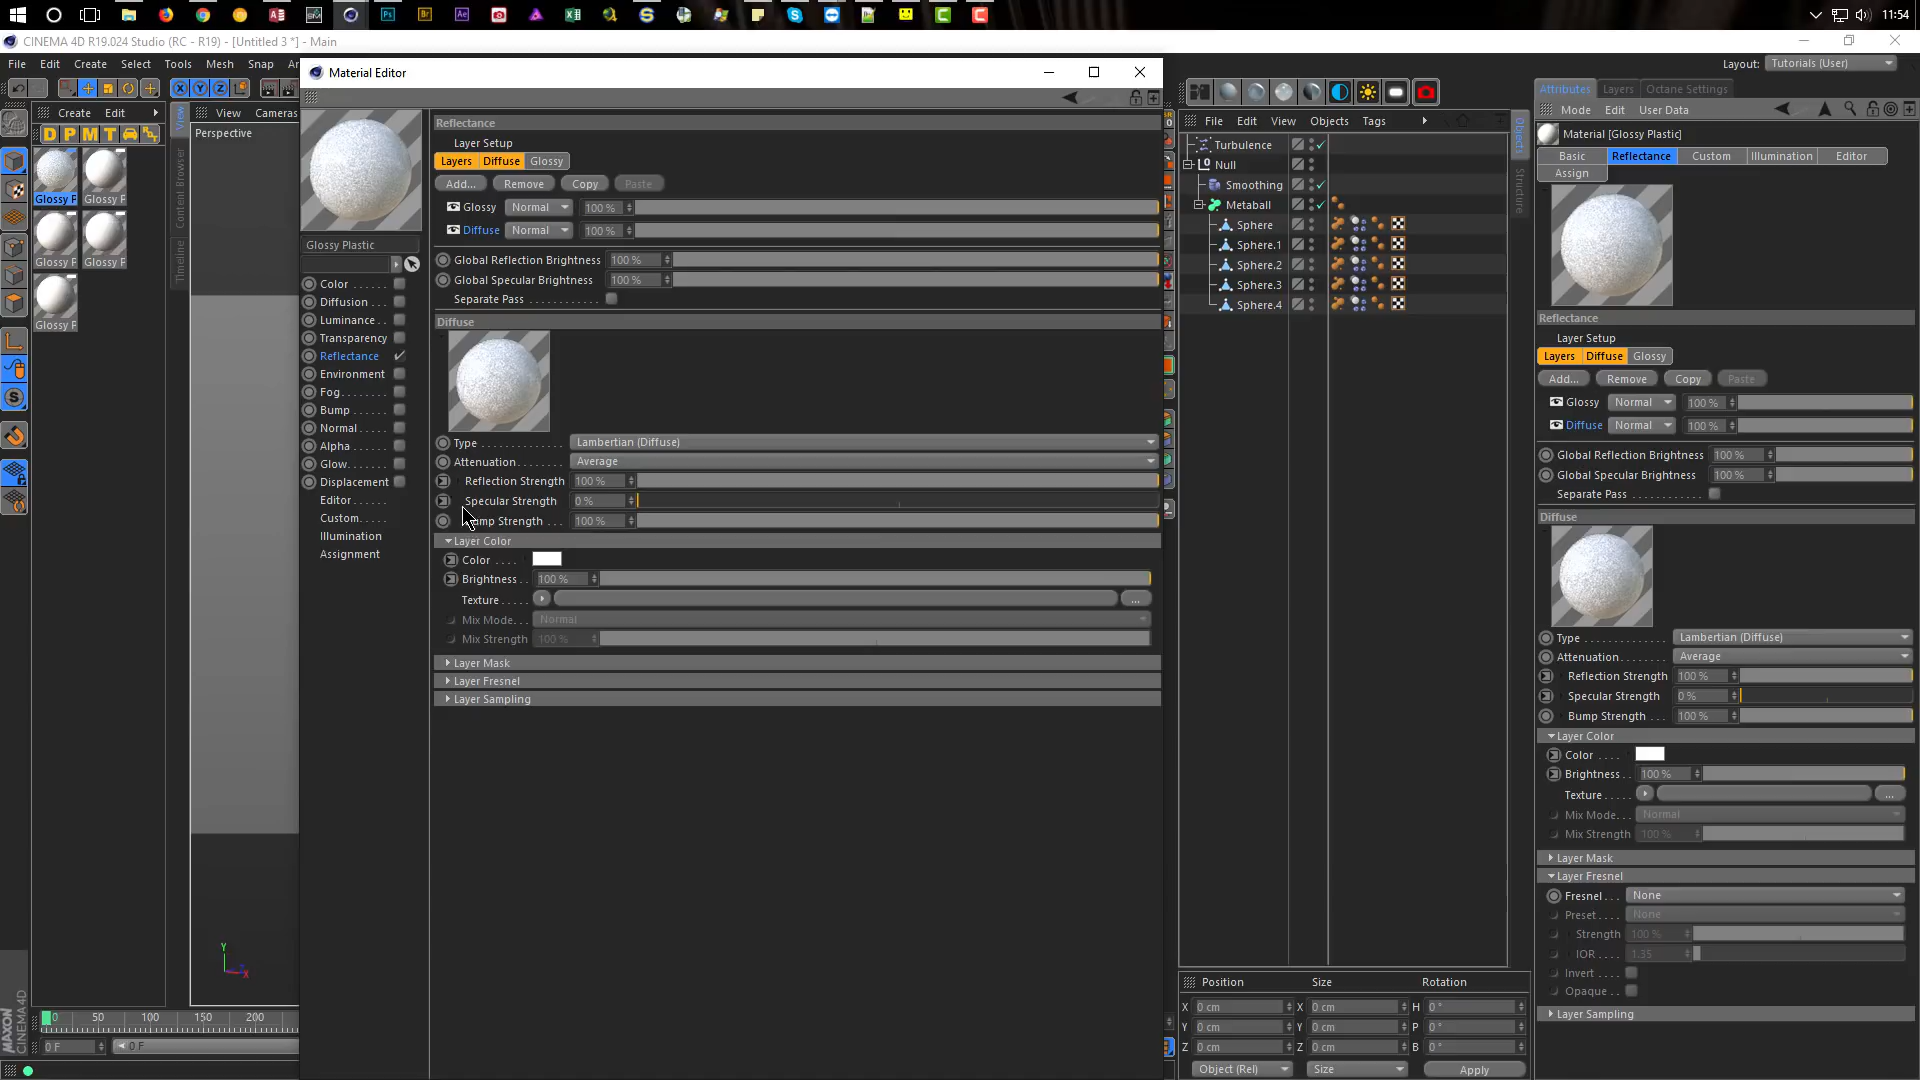 11:54
CINEMA 4D R19.024 Studio (RC - R19) - [Untitled 3 *] - Main
File Edit Create Select Tools Mesh Snap
Layout: Tutorials (User)
Create Edit
View Cameras
Perspective
D P M T
Glossy P Glossy P
Glossy P Glossy P
Glossy P
View
Content Browser
Timeline
Material Editor
Glossy Plastic
Color
Diffusion
Luminance
Transparency
Reflectance
Environment
Fog
Bump
Normal
Alpha
Glow
Displacement
Editor
Custom
Illumination
Assignment
Reflectance
Layer Setup
Layers Diffuse Glossy
Add... Remove Copy Paste
Glossy Normal 100 %
Diffuse Normal 100 %
Global Reflection Brightness 100 %
Global Specular Brightness 100 %
Separate Pass
Diffuse
Type Lambertian (Diffuse)
Attenuation Average
Reflection Strength 100 %
Specular Strength 0 %
Bump Strength 100 %
Layer Color
Color
Brightness 100 %
Texture ...
Mix Mode Normal
Mix Strength 100 %
Layer Mask
Layer Fresnel
Layer Sampling
File Edit View Objects Tags
Turbulence
Null
Smoothing
Metaball
Sphere
Sphere.1
Sphere.2
Sphere.3
Sphere.4
Objects
Structure
Attributes Layers Octane Settings
Mode Edit User Data
Material [Glossy Plastic]
Basic Reflectance Custom Illumination Editor
Assign
Reflectance
Layer Setup
Layers Diffuse Glossy
Add... Remove Copy Paste
Glossy Normal 100 %
Diffuse Normal 100 %
Global Reflection Brightness 100 %
Global Specular Brightness 100 %
Separate Pass
Diffuse
Type Lambertian (Diffuse)
Attenuation Average
Reflection Strength 100 %
Specular Strength 0 %
Bump Strength 100 %
Layer Color
Color
Brightness 100 %
Texture ...
Mix Mode Normal
Mix Strength 100 %
Layer Mask
Layer Fresnel
Fresnel None
Preset None
Strength 100 %
IOR 1.35
Invert
Opaque
Layer Sampling
Position Size Rotation
X 0 cm X 0 cm H 0 °
Y 0 cm Y 0 cm P 0 °
Z 0 cm Z 0 cm B 0 °
Object (Rel) Size Apply
Y
X
0 50 100 150 200
0 F 0 F
MAXON
CINEMA 4D